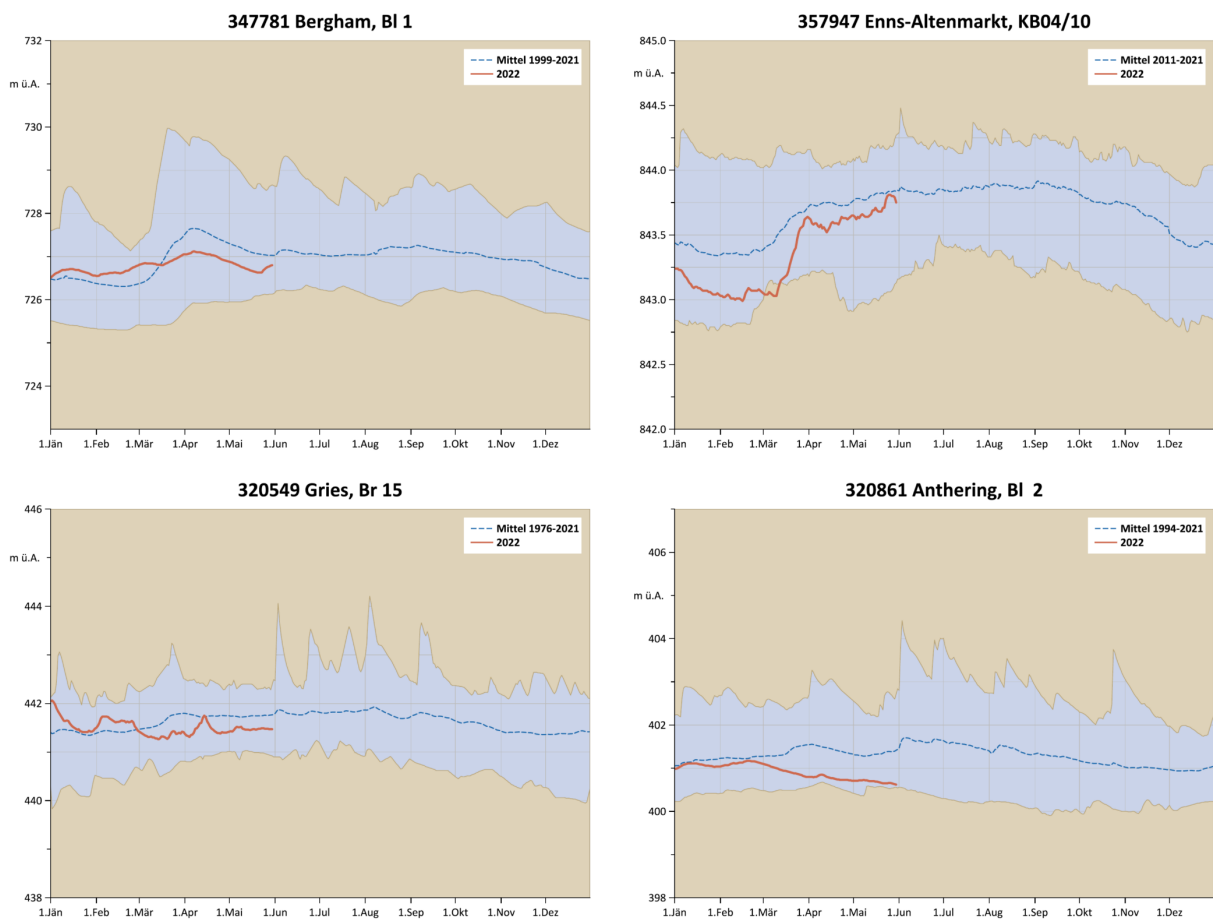 347781 Bergham, Bl 1
732
m ü.A.
730
728
726
724
Mittel 1999-2021
2022
1.Jän 1.Feb 1.Mär 1.Apr 1.Mai 1.Jun 1.Jul 1.Aug 1.Sep 1.Okt 1.Nov 1.Dez
357947 Enns-Altenmarkt, KB04/10
845.0
m ü.A.
844.5
844.0
843.5
843.0
842.5
842.0
Mittel 2011-2021
2022
1.Jän 1.Feb 1.Mär 1.Apr 1.Mai 1.Jun 1.Jul 1.Aug 1.Sep 1.Okt 1.Nov 1.Dez
320549 Gries, Br 15
446
m ü.A.
444
442
440
438
Mittel 1976-2021
2022
1.Jän 1.Feb 1.Mär 1.Apr 1.Mai 1.Jun 1.Jul 1.Aug 1.Sep 1.Okt 1.Nov 1.Dez
320861 Anthering, Bl 2
406
m ü.A.
404
402
400
398
Mittel 1994-2021
2022
1.Jän 1.Feb 1.Mär 1.Apr 1.Mai 1.Jun 1.Jul 1.Aug 1.Sep 1.Okt 1.Nov 1.Dez